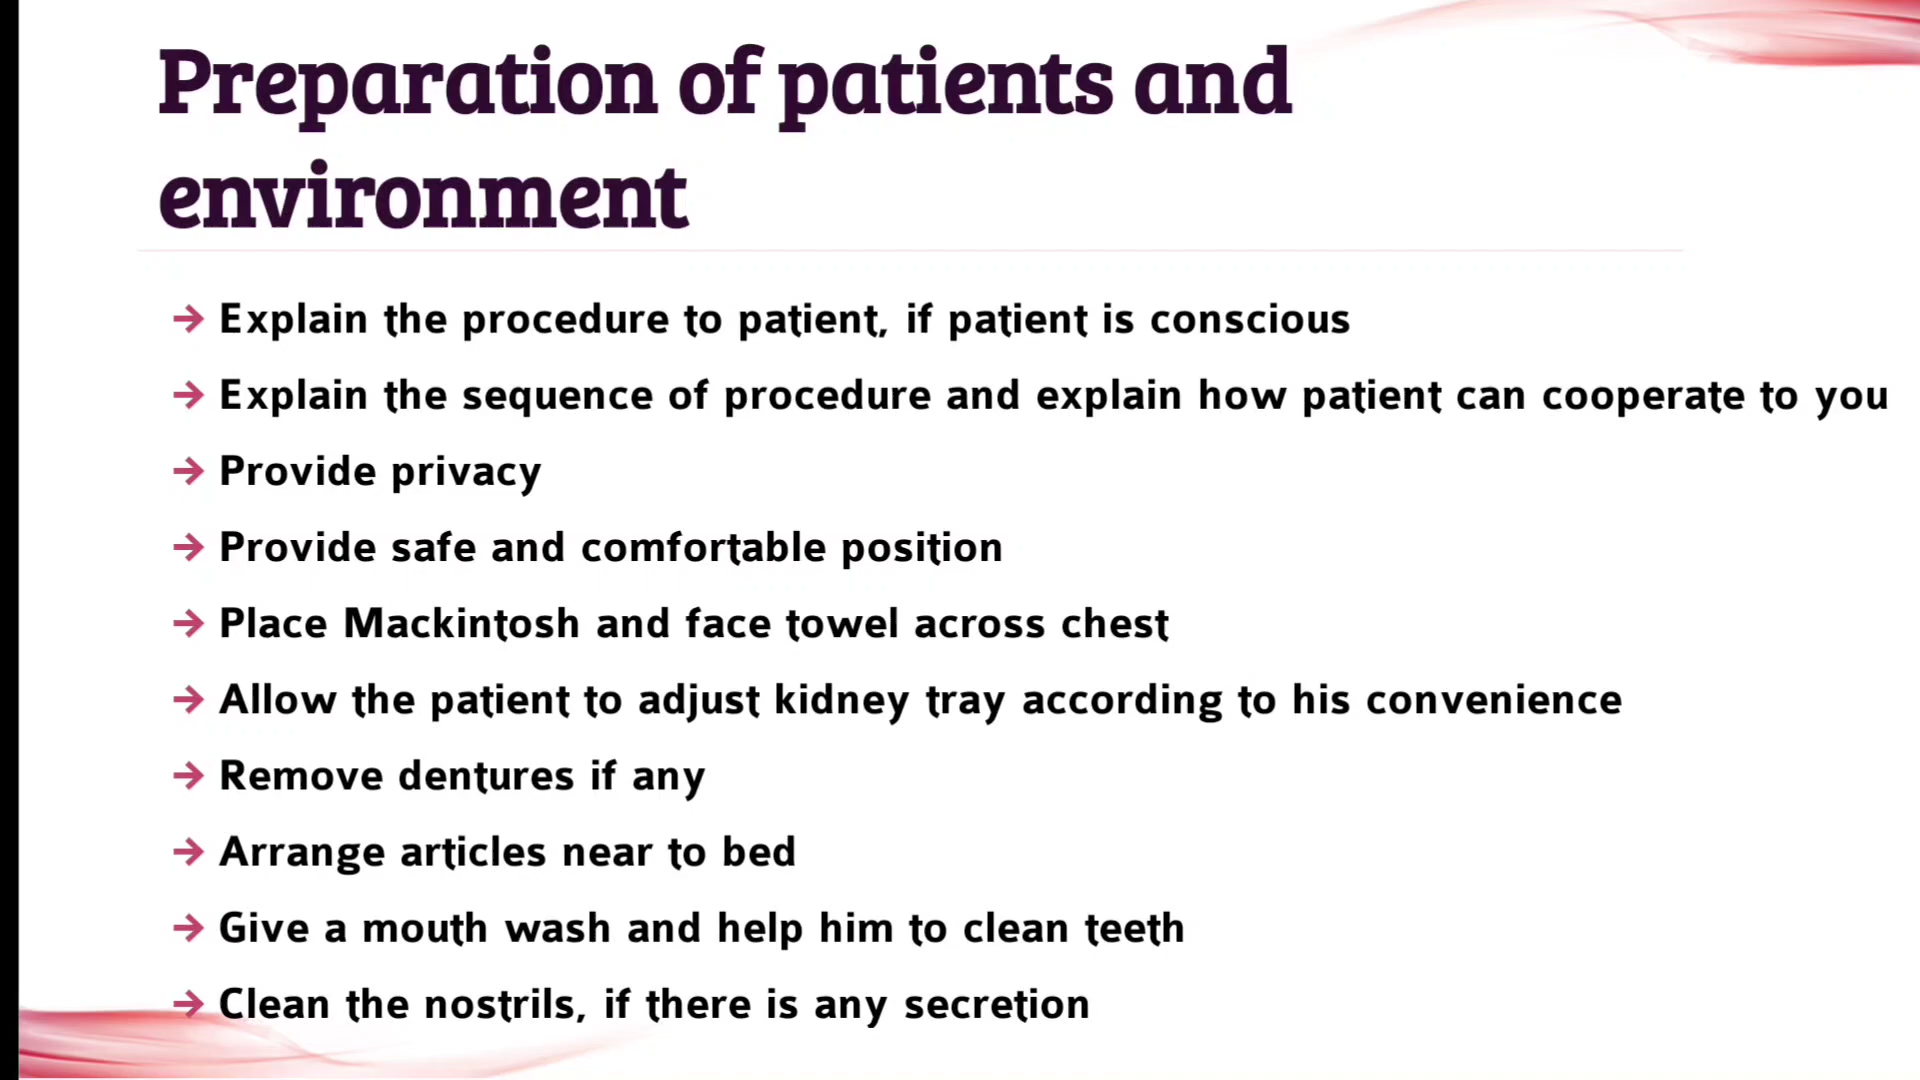 Preparation of patients and
environment
→ Explain the procedure to patient, if patient is conscious
→ Explain the sequence of procedure and explain how patient can cooperate to you
→ Provide privacy
→ Provide safe and comfortable position
→ Place Mackintosh and face towel across chest
→ Allow the patient to adjust kidney tray according to his convenience
→ Remove dentures if any
→ Arrange articles near to bed
→ Give a mouth wash and help him to clean teeth
→ Clean the nostrils, if there is any secretion